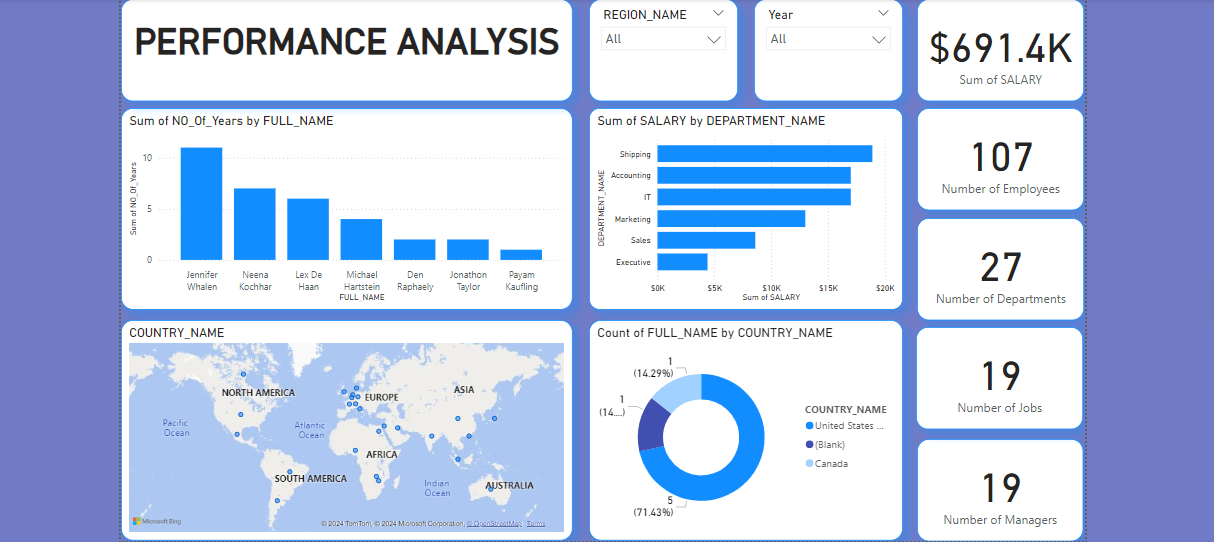 PERFORMANCE ANALYSIS
REGION_NAME
All
Year
All
$691.4K
Sum of SALARY
Sum of NO_Of_Years by FULL_NAME
Sum of NO_Of_Years
10
5
0
Jennifer
Whalen
Neena
Kochhar
Lex De
Haan
Michael
Hartstein
Den
Raphaely
Jonathon
Taylor
Payam
Kaufling
FULL_NAME
Sum of SALARY by DEPARTMENT_NAME
DEPARTMENT_NAME
Shipping
Accounting
IT
Marketing
Sales
Executive
$0K
$5K
$10K
$15K
$20K
Sum of SALARY
107
Number of Employees
27
Number of Departments
COUNTRY_NAME
NORTH AMERICA
EUROPE
ASIA
Pacific
Ocean
Atlantic
Ocean
AFRICA
SOUTH AMERICA
Indian
Ocean
AUSTRALIA
Microsoft Bing
© 2024 TomTom, © 2024 Microsoft Corporation, © OpenStreetMap Terms
Count of FULL_NAME by COUNTRY_NAME
1
(14.29%)
1
(14....)
5
(71.43%)
COUNTRY_NAME
United States ...
(Blank)
Canada
19
Number of Jobs
19
Number of Managers